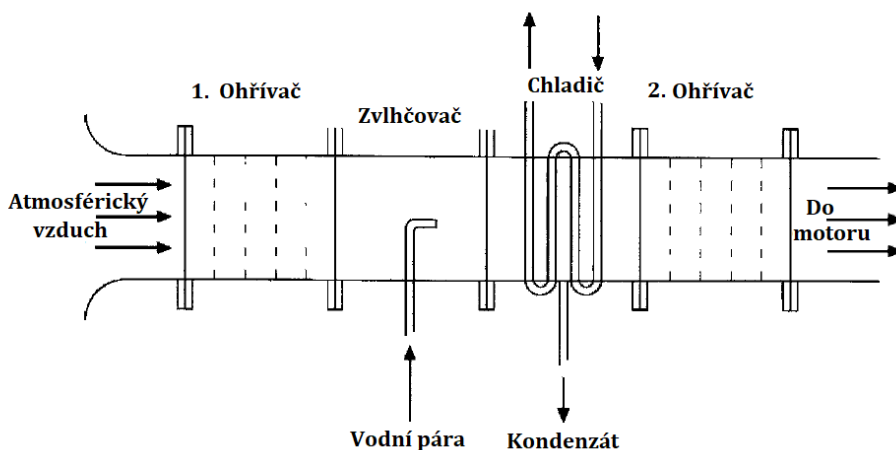 1. Ohřívač
Zvlhčovač
Chladič
2. Ohřívač
Atmosférický
vzduch
Do
motoru
Vodní pára
Kondenzát